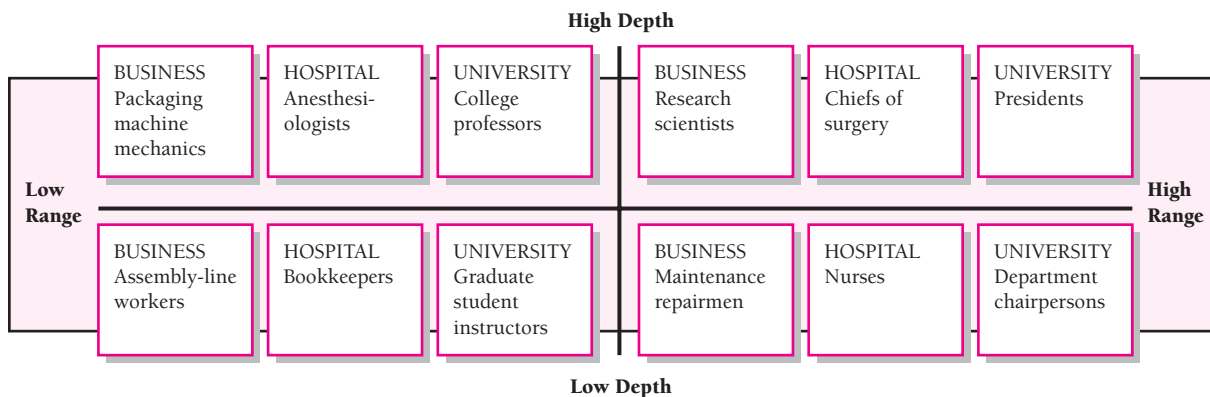 High Depth
BUSINESS
Packaging
machine
mechanics
HOSPITAL
Anesthesi-
ologists
UNIVERSITY
College
professors
BUSINESS
Research
scientists
HOSPITAL
Chiefs of
surgery
UNIVERSITY
Presidents
Low
Range
High
Range
BUSINESS
Assembly-line
workers
HOSPITAL
Bookkeepers
UNIVERSITY
Graduate
student
instructors
BUSINESS
Maintenance
repairmen
HOSPITAL
Nurses
UNIVERSITY
Department
chairpersons
Low Depth